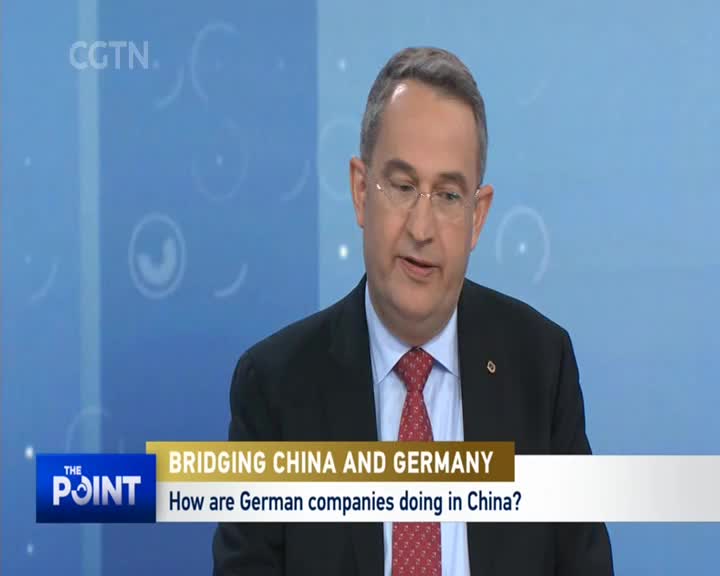 CGTN
BRIDGING CHINA AND GERMANY
THE
POINT
How are German companies doing in China?